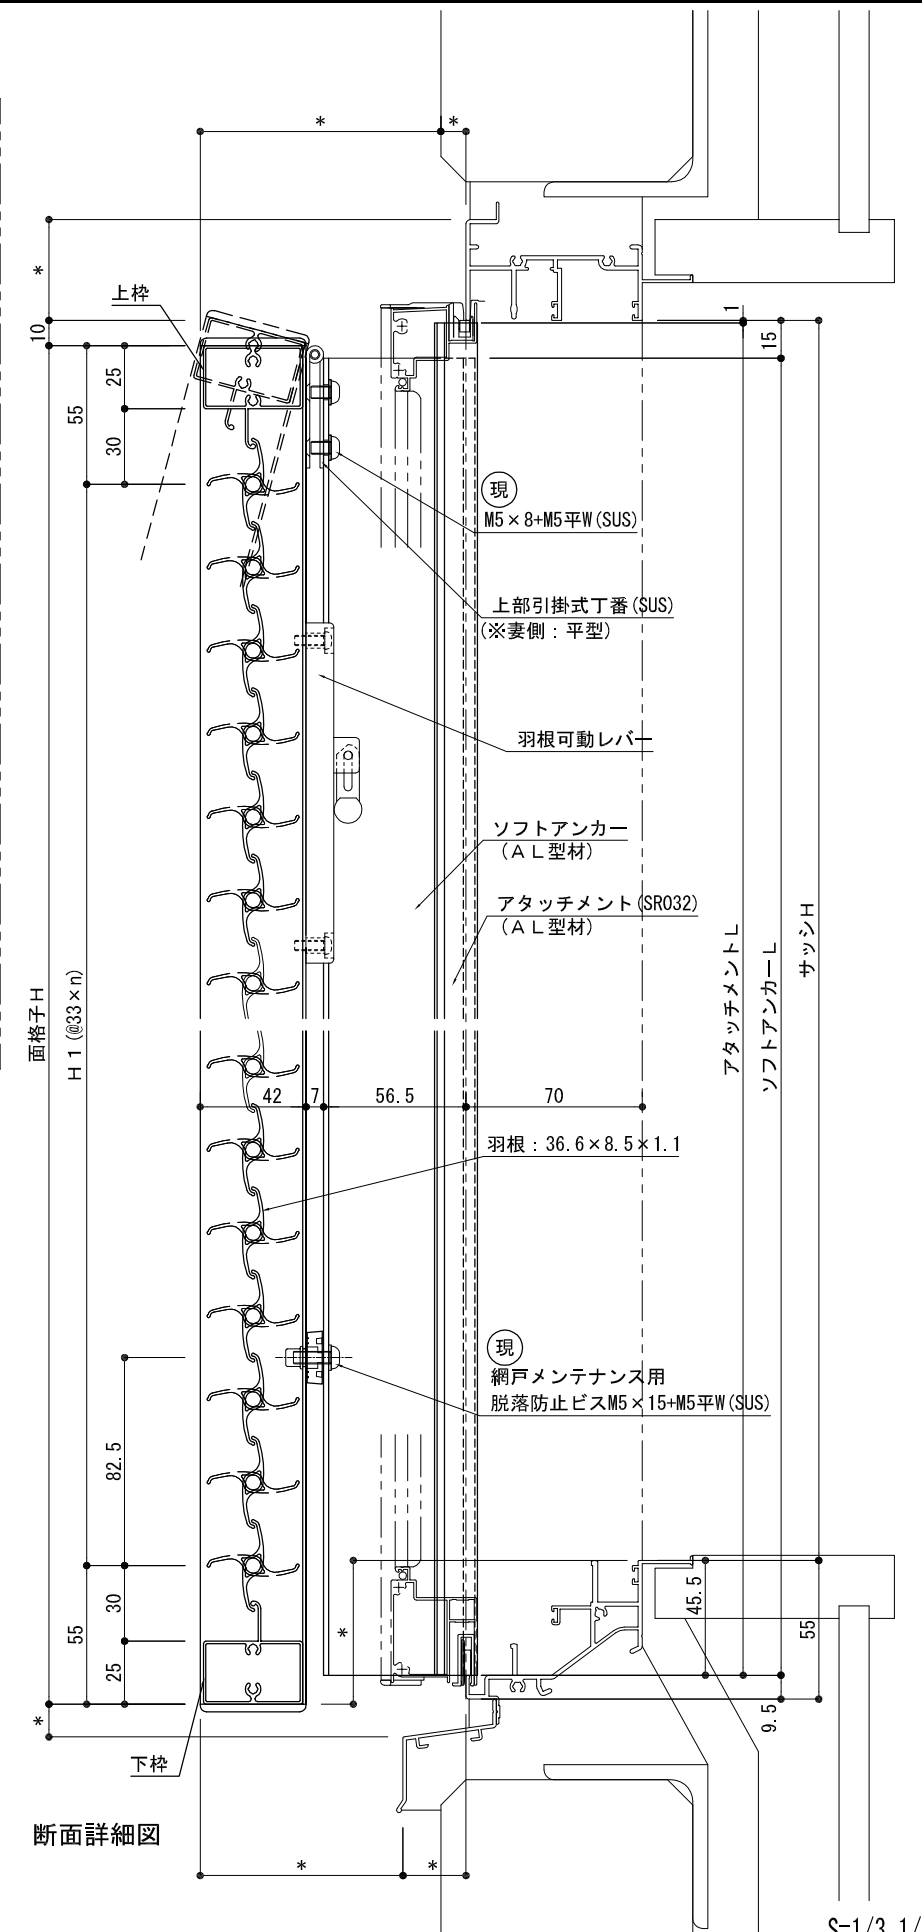 *
*
*
10
上枠
25
55
30
1
15
現
M5×8+M5平W(SUS)
上部引掛式丁番(SUS)
(※妻側：平型)
羽根可動レバー
ソフトアンカー
(ＡＬ型材)
アタッチメント(SR032)
(ＡＬ型材)
面格子H
H1(@33×n)
アタッチメントL
ソフトアンカーL
サッシH
42
7
56.5
70
羽根：36.6×8.5×1.1
現
網戸メンテナンス用
脱落防止ビスM5×15+M5平W(SUS)
82.5
55
30
25
*
*
45.5
55
9.5
下枠
断面詳細図
*
*